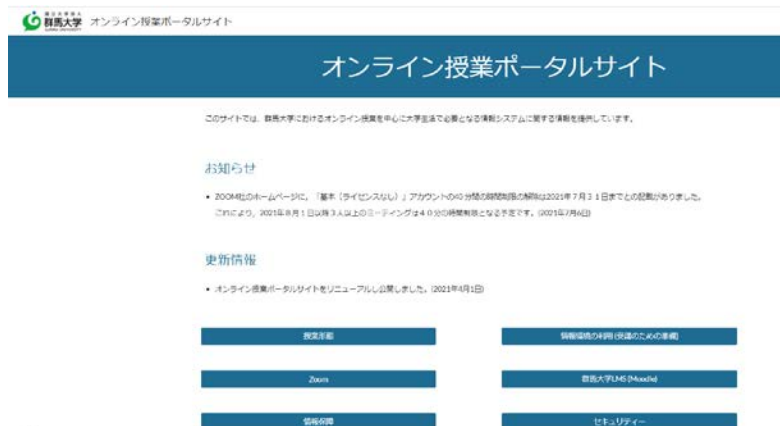 国立大学法人
群馬大学 オンライン授業ポータルサイト
GUNMA UNIVERSITY
オンライン授業ポータルサイト
このサイトでは、群馬大学におけるオンライン授業を中心に大学生活で必要となる情報システムに関する情報を提供しています。
お知らせ
• ZOOM社のホームページに、「基本（ライセンスなし）」アカウントの40分間の時間制限の解除は2021年７月３１日までとの記載がありました。
これにより，2021年８月１日以降３人以上のミーティングは４０分の時間制限となる予定です。(2021年7月6日)
更新情報
• オンライン授業ポータルサイトをリニューアルし公開しました。(2021年4月1日)
授業形態 情報環境の利用 (受講のための準備)
Zoom 群馬大学LMS (Moodle)
情報保障 セキュリティー